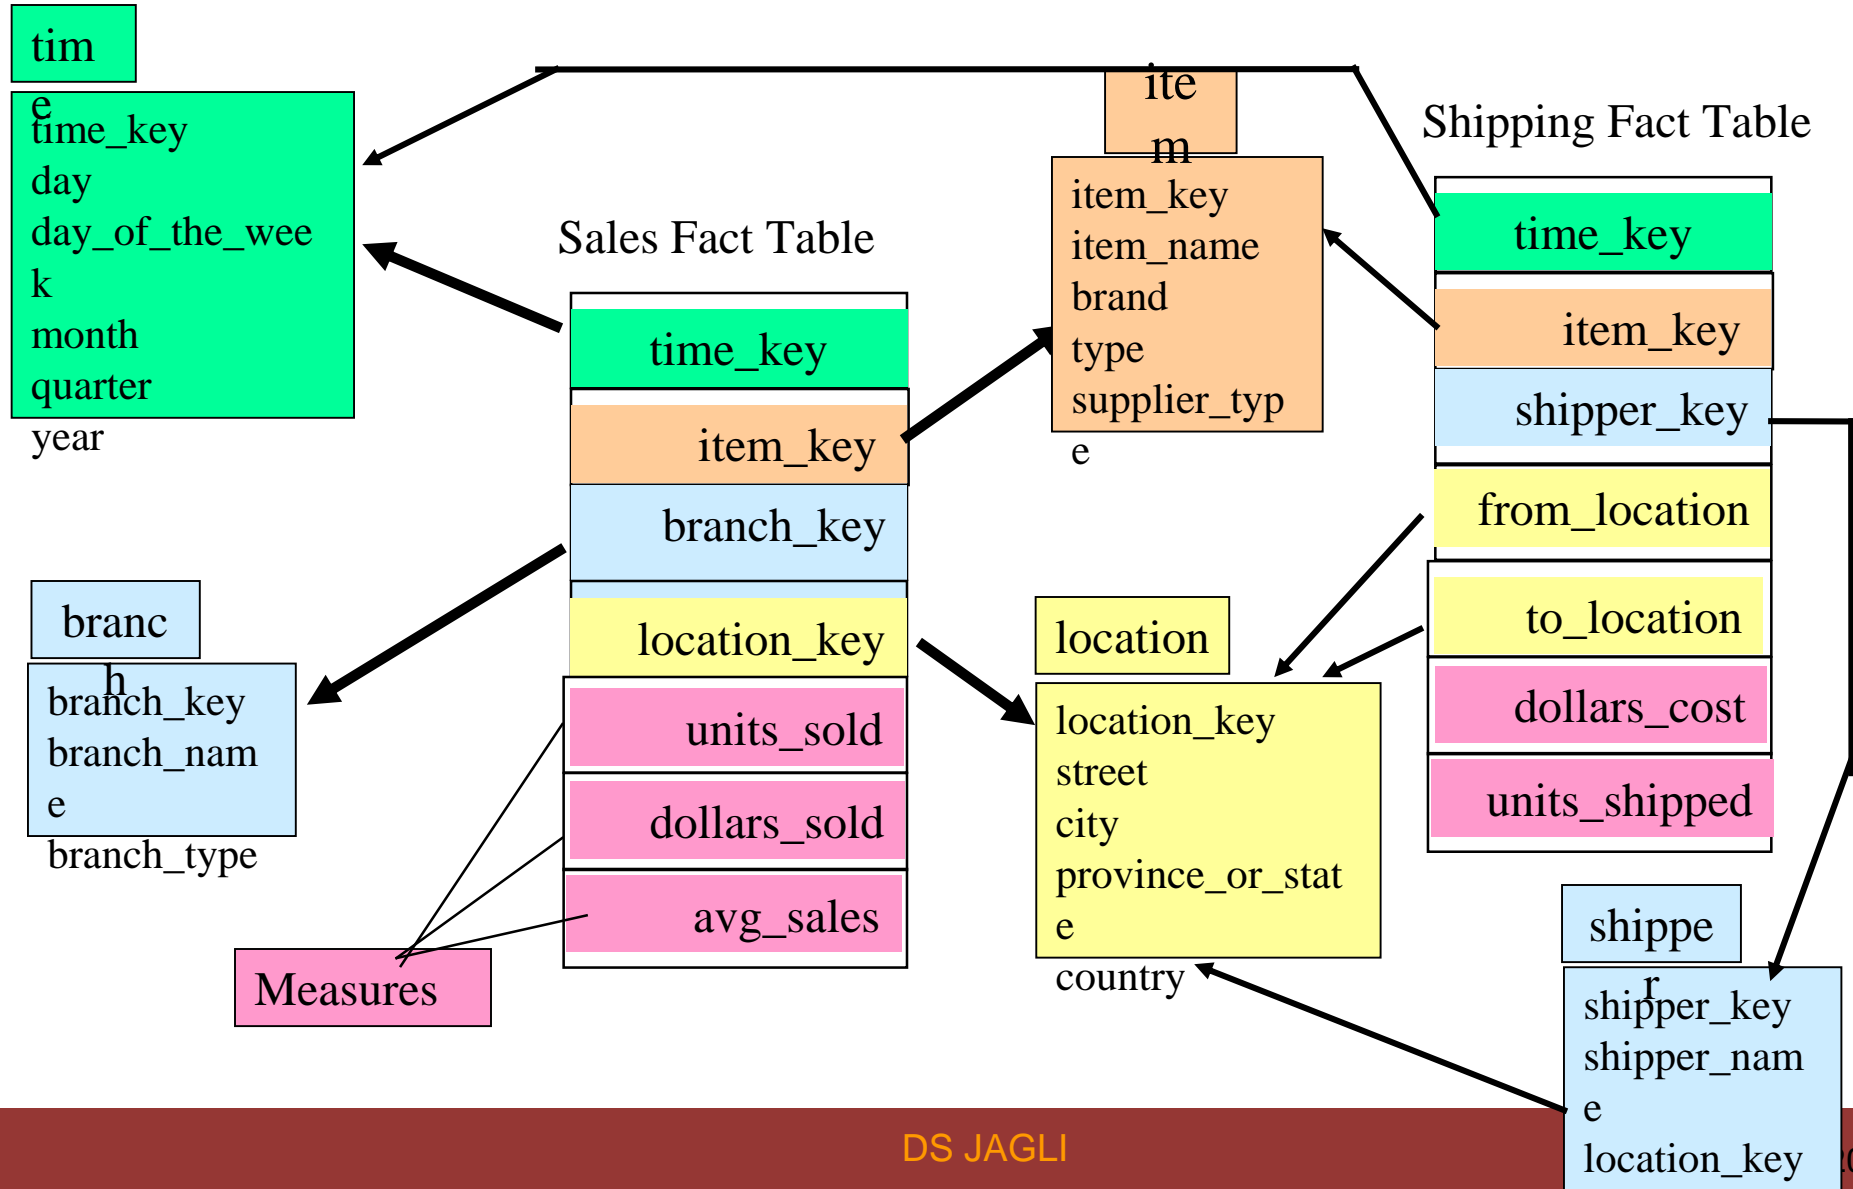 tim
e
time_key
day
day_of_the_wee
k
month
quarter
year
Sales Fact Table
time_key
item_key
branch_key
location_key
units_sold
dollars_sold
avg_sales
Measures
branc
h
branch_key
branch_nam
e
branch_type
ite
m
item_key
item_name
brand
type
supplier_typ
e
location
location_key
street
city
province_or_stat
e
country
Shipping Fact Table
time_key
item_key
shipper_key
from_location
to_location
dollars_cost
units_shipped
shippe
r
shipper_key
shipper_nam
e
location_key
DS JAGLI